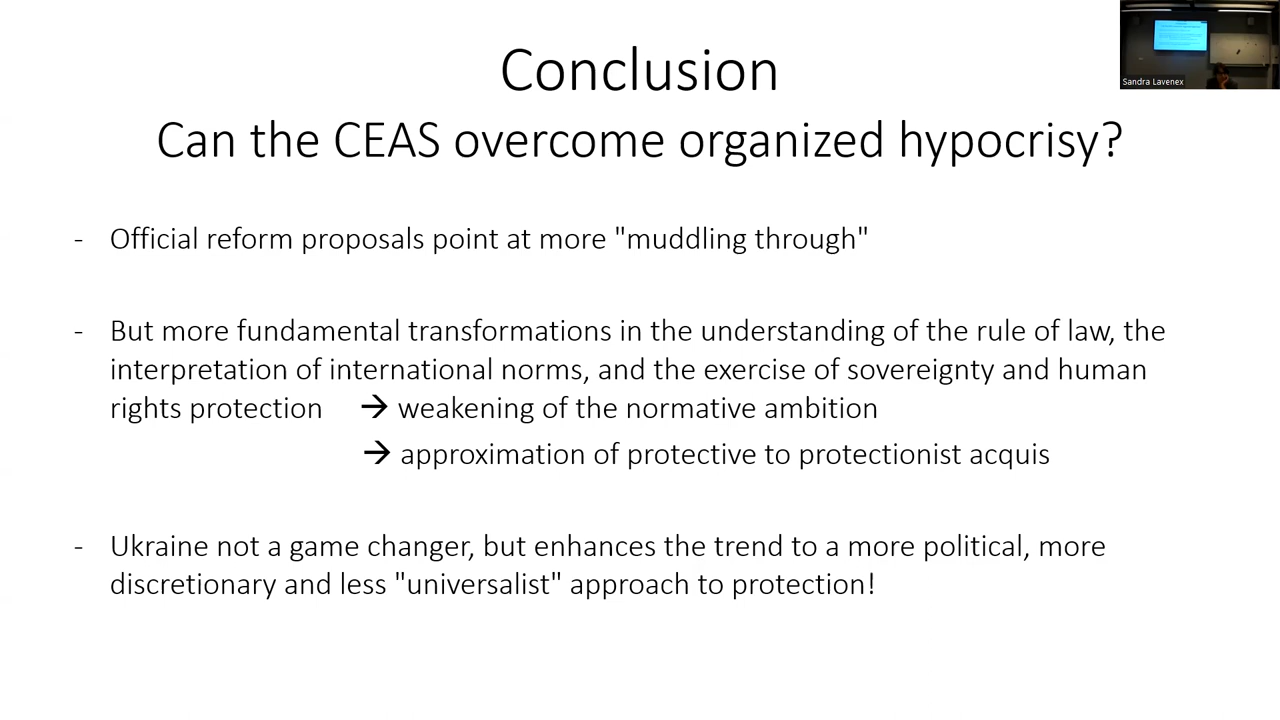 Conclusion
Can the CEAS overcome organized hypocrisy?
Sandra Lavenex
- Official reform proposals point at more "muddling through"
- But more fundamental transformations in the understanding of the rule of law, the
interpretation of international norms, and the exercise of sovereignty and human
rights protection → weakening of the normative ambition
→ approximation of protective to protectionist acquis
- Ukraine not a game changer, but enhances the trend to a more political, more
discretionary and less "universalist" approach to protection!